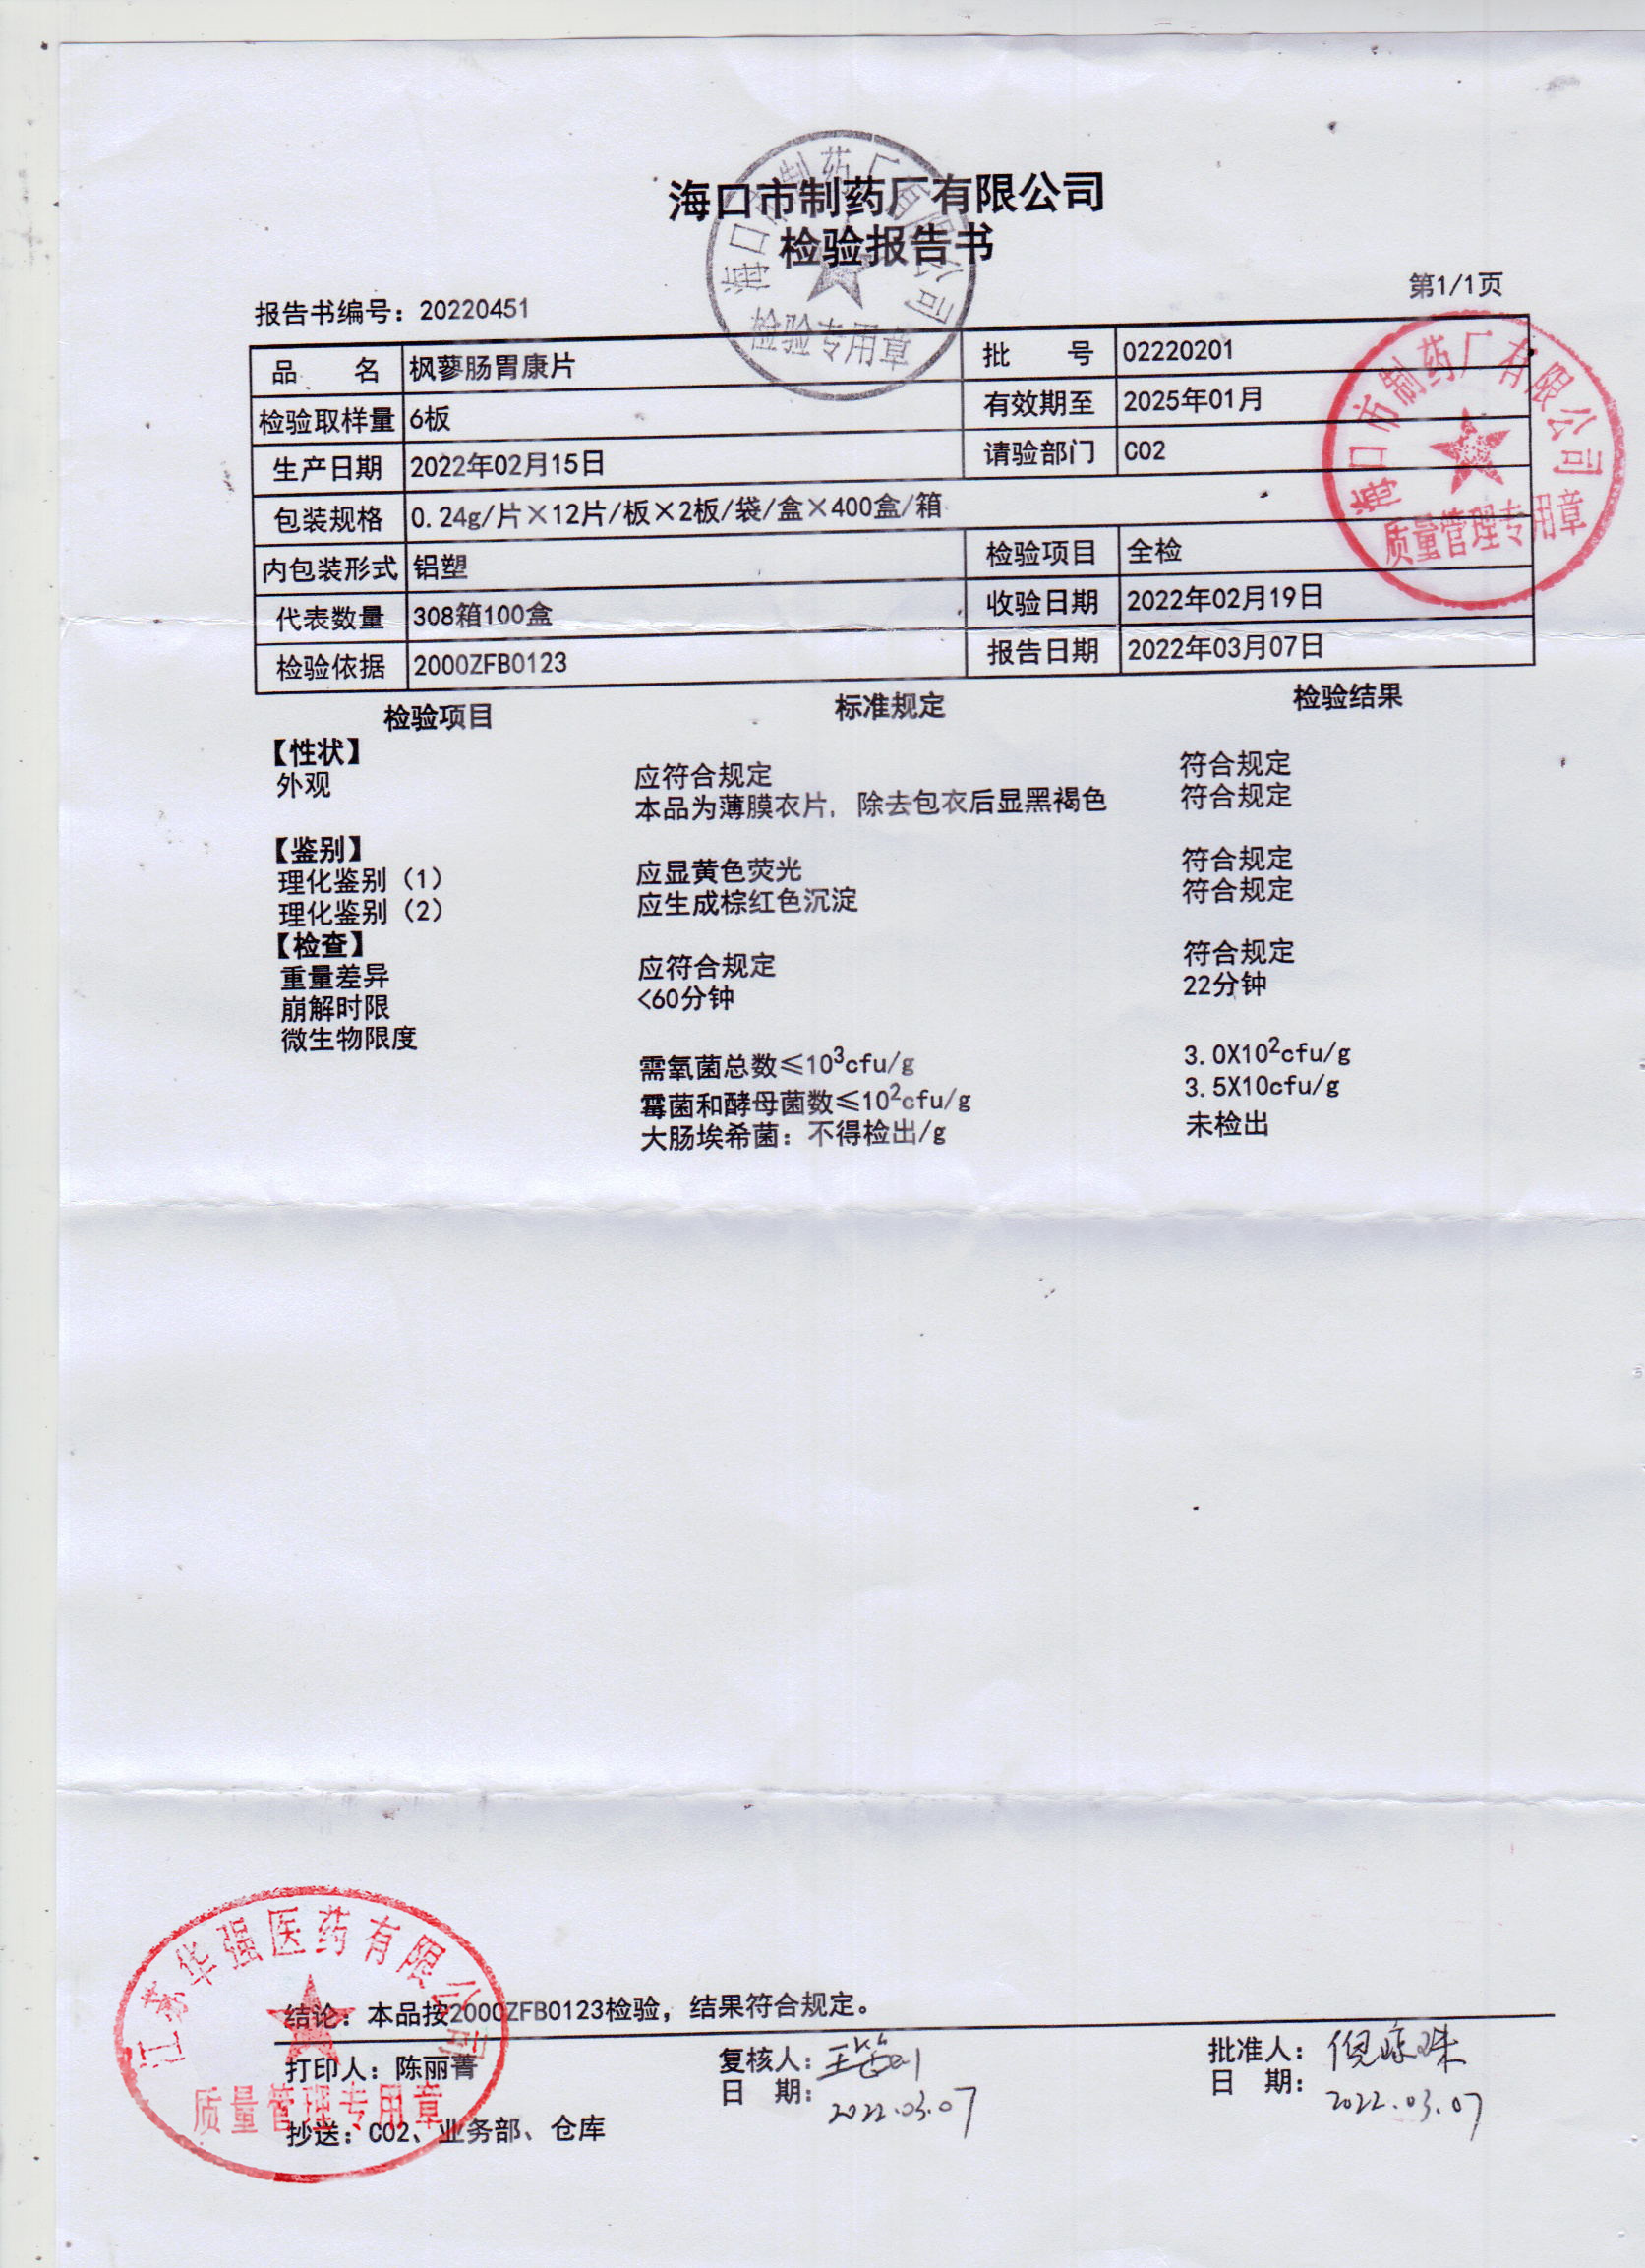 海口市制药厂有限公司
检验报告书
海口市制药厂有限公司
检验专用章
第1/1页
报告书编号：20220451
品 名 枫蓼肠胃康片 批 号 02220201
检验取样量 6板 有效期至 2025年01月
生产日期 2022年02月15日 请验部门 C02
包装规格 0.24g/片×12片/板×2板/袋/盒×400盒/箱
内包装形式 铝塑 检验项目 全检
代表数量 308箱100盒 收验日期 2022年02月19日
检验依据 2000ZFB0123 报告日期 2022年03月07日
海口市制药厂有限公司
质量管理专用章
检验项目 标准规定 检验结果
【性状】 应符合规定 符合规定
外观 本品为薄膜衣片，除去包衣后显黑褐色 符合规定
【鉴别】
理化鉴别（1） 应显黄色荧光 符合规定
理化鉴别（2） 应生成棕红色沉淀 符合规定
【检查】
重量差异 应符合规定 符合规定
崩解时限 <60分钟 22分钟
微生物限度
需氧菌总数≤10³cfu/g 3.0X10²cfu/g
霉菌和酵母菌数≤10²cfu/g 3.5X10cfu/g
大肠埃希菌：不得检出/g 未检出
江苏华强医药有限公司
质量管理专用章
结论：本品按2000ZFB0123检验，结果符合规定。
打印人：陈丽菁 复核人： 批准人：倪琼珠
日 期：2022.03.07 日 期：2022.03.07
抄送：C02、业务部、仓库